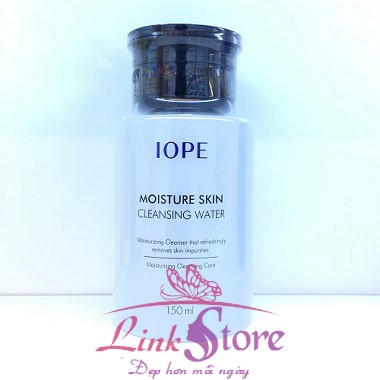 IOPE
MOISTURE SKIN
CLEANSING WATER
Moisturizing Cleanser that refreshingly
removes skin impurities
Moisturizing Cleansing Care
150 ml
Link Store
Đẹp hơn mỗi ngày